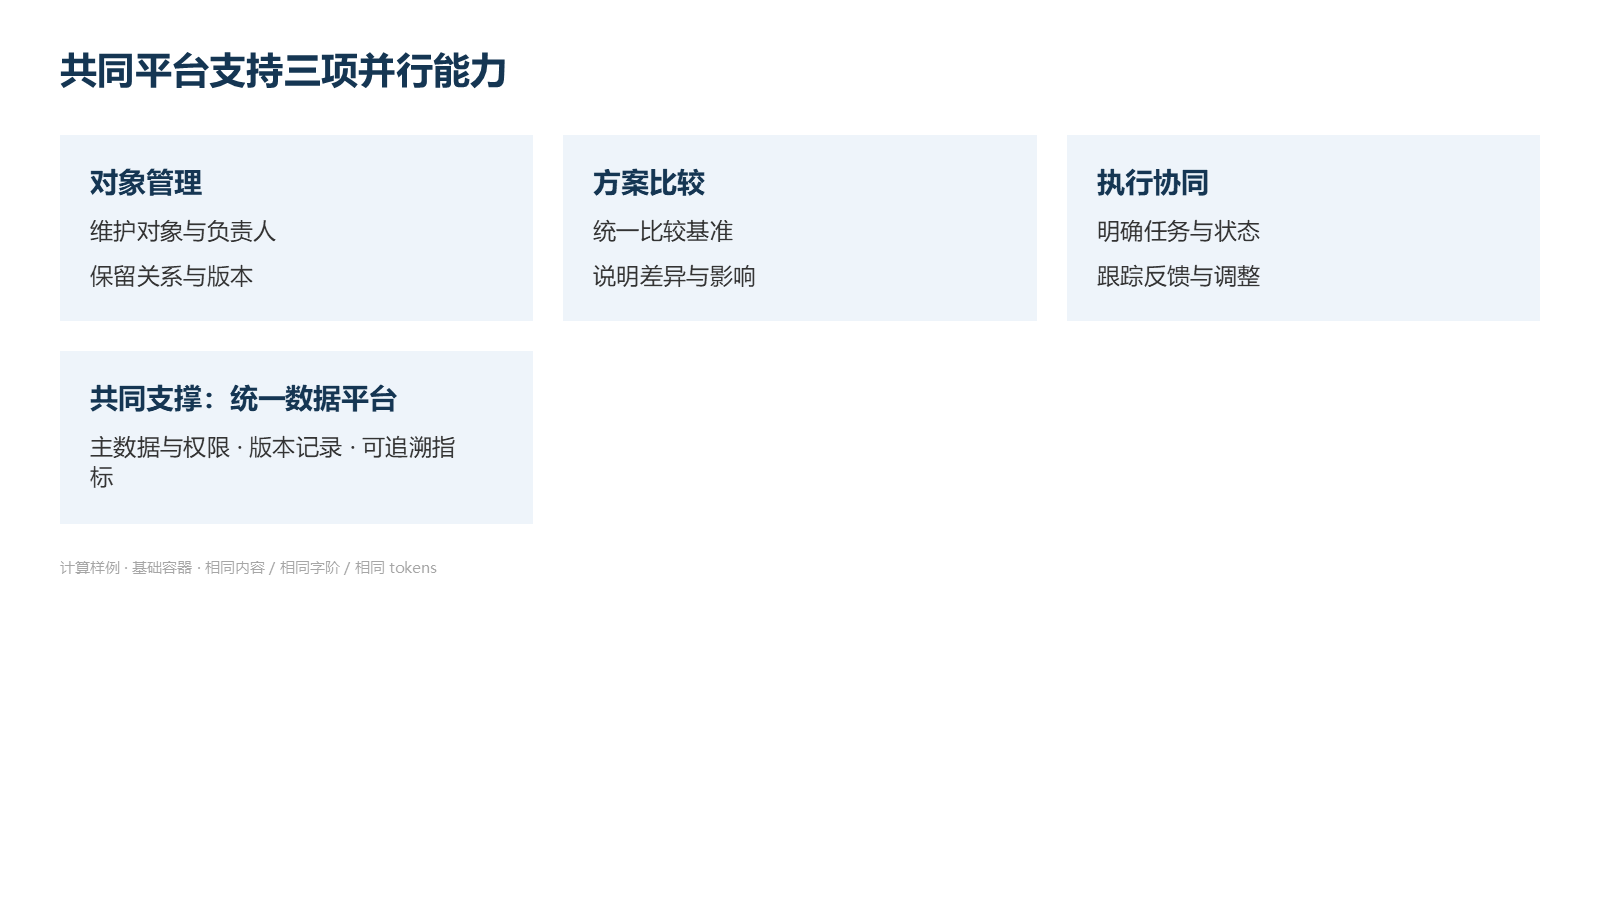 共同平台支持三项并行能力
对象管理
维护对象与负责人
保留关系与版本
方案比较
统一比较基准
说明差异与影响
执行协同
明确任务与状态
跟踪反馈与调整
共同支撑：统一数据平台
主数据与权限 · 版本记录 · 可追溯指
标
计算样例 · 基础容器 · 相同内容 / 相同字阶 / 相同 tokens